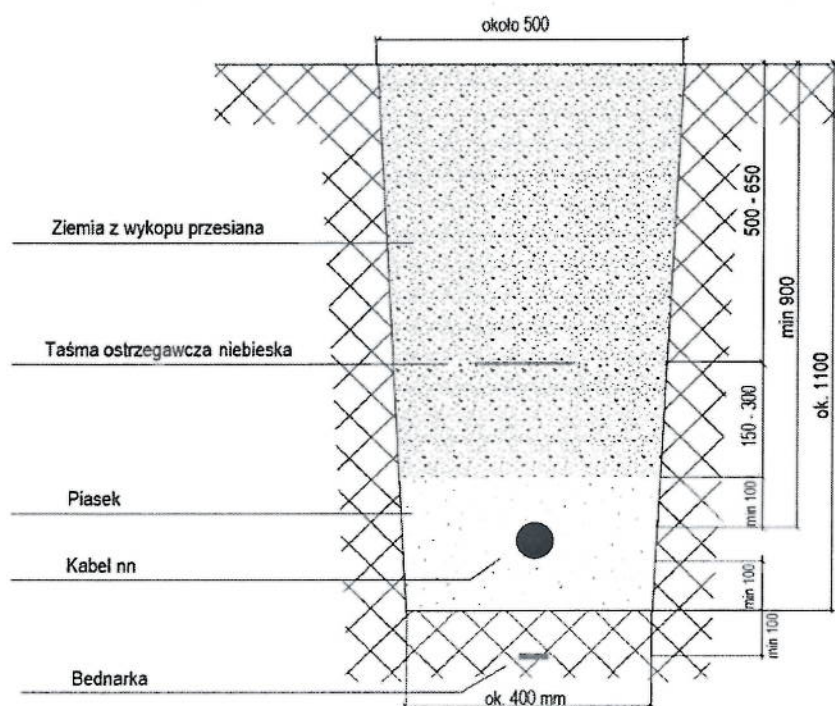 około 500
Ziemia z wykopu przesiana
500 - 650
min 900
ok. 1100
Taśma ostrzegawcza niebieska
150 - 300
Piasek
min 100
Kabel nn
min 100
min 100
Bednarka
ok. 400 mm